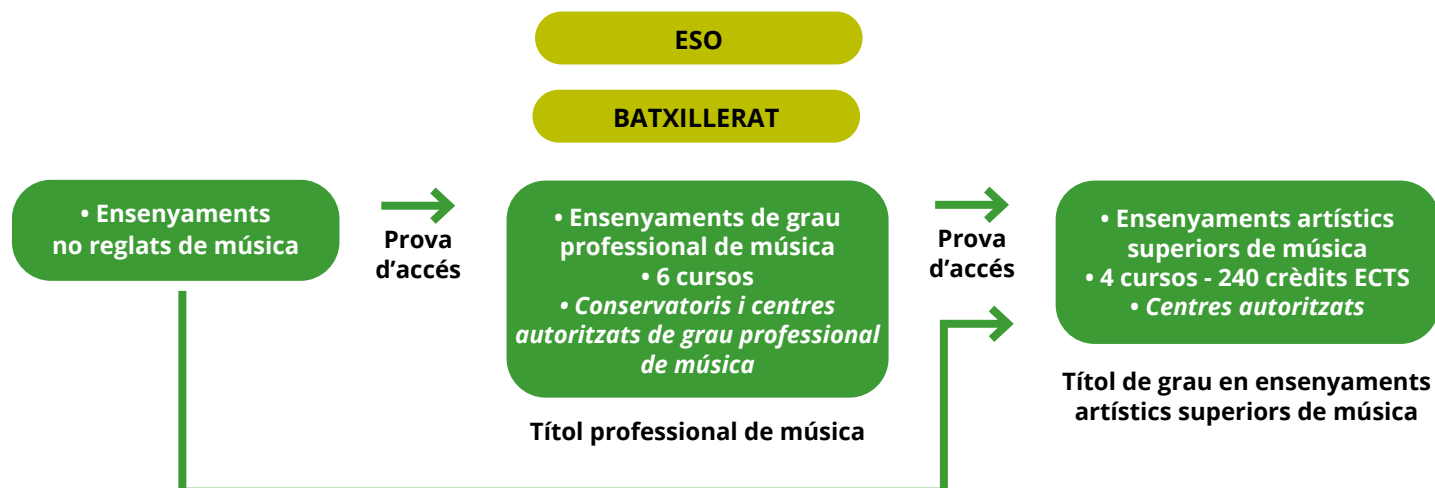 ESO
BATXILLERAT
• Ensenyaments
no reglats de música
Prova
d’accés
• Ensenyaments de grau
professional de música
• 6 cursos
• Conservatoris i centres
autoritzats de grau professional
de música
Títol professional de música
Prova
d’accés
• Ensenyaments artístics
superiors de música
• 4 cursos - 240 crèdits ECTS
• Centres autoritzats
Títol de grau en ensenyaments
artístics superiors de música